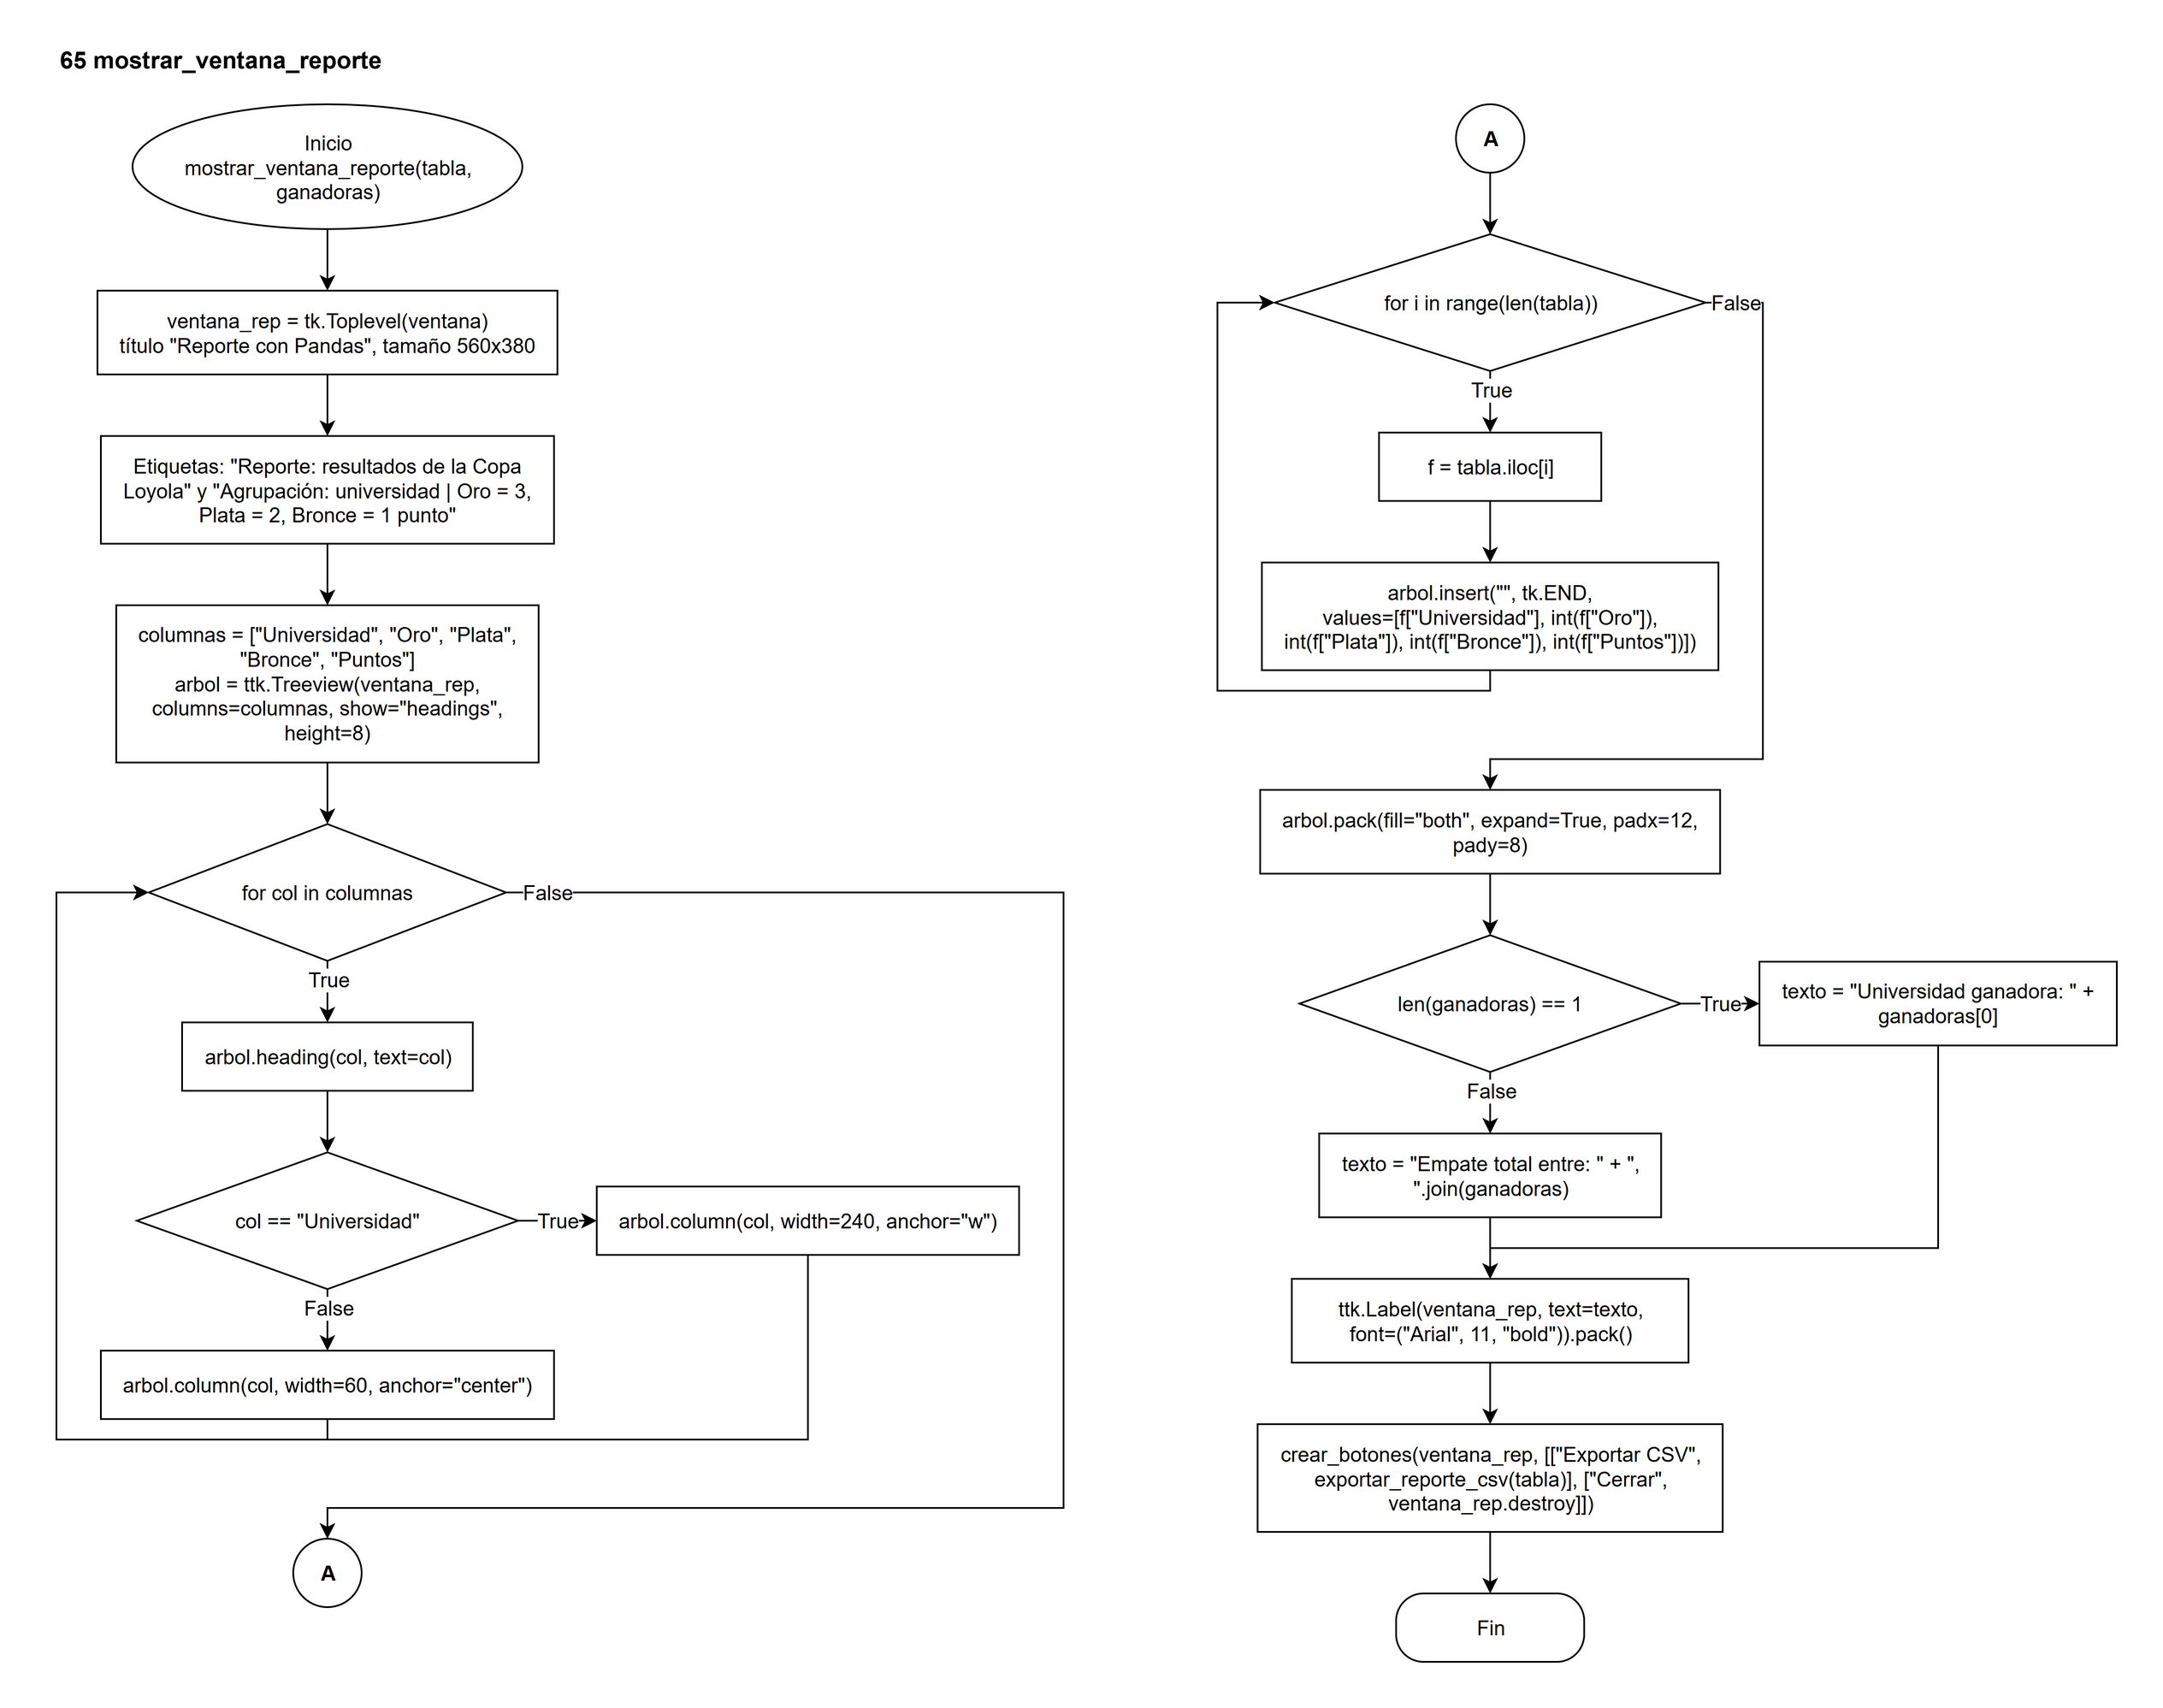 65 mostrar_ventana_reporte
Inicio
mostrar_ventana_reporte(tabla,
ganadoras)
ventana_rep = tk.Toplevel(ventana)
título "Reporte con Pandas", tamaño 560x380
Etiquetas: "Reporte: resultados de la Copa
Loyola" y "Agrupación: universidad | Oro = 3,
Plata = 2, Bronce = 1 punto"
columnas = ["Universidad", "Oro", "Plata",
"Bronce", "Puntos"]
arbol = ttk.Treeview(ventana_rep,
columns=columnas, show="headings",
height=8)
for col in columnas
False
True
arbol.heading(col, text=col)
col == "Universidad"
True
arbol.column(col, width=240, anchor="w")
False
arbol.column(col, width=60, anchor="center")
A
A
for i in range(len(tabla))
False
True
f = tabla.iloc[i]
arbol.insert("", tk.END,
values=[f["Universidad"], int(f["Oro"]),
int(f["Plata"]), int(f["Bronce"]), int(f["Puntos"])])
arbol.pack(fill="both", expand=True, padx=12,
pady=8)
len(ganadoras) == 1
True
texto = "Universidad ganadora: " +
ganadoras[0]
False
texto = "Empate total entre: " + ",
".join(ganadoras)
ttk.Label(ventana_rep, text=texto,
font=("Arial", 11, "bold")).pack()
crear_botones(ventana_rep, [["Exportar CSV",
exportar_reporte_csv(tabla)], ["Cerrar",
ventana_rep.destroy]])
Fin